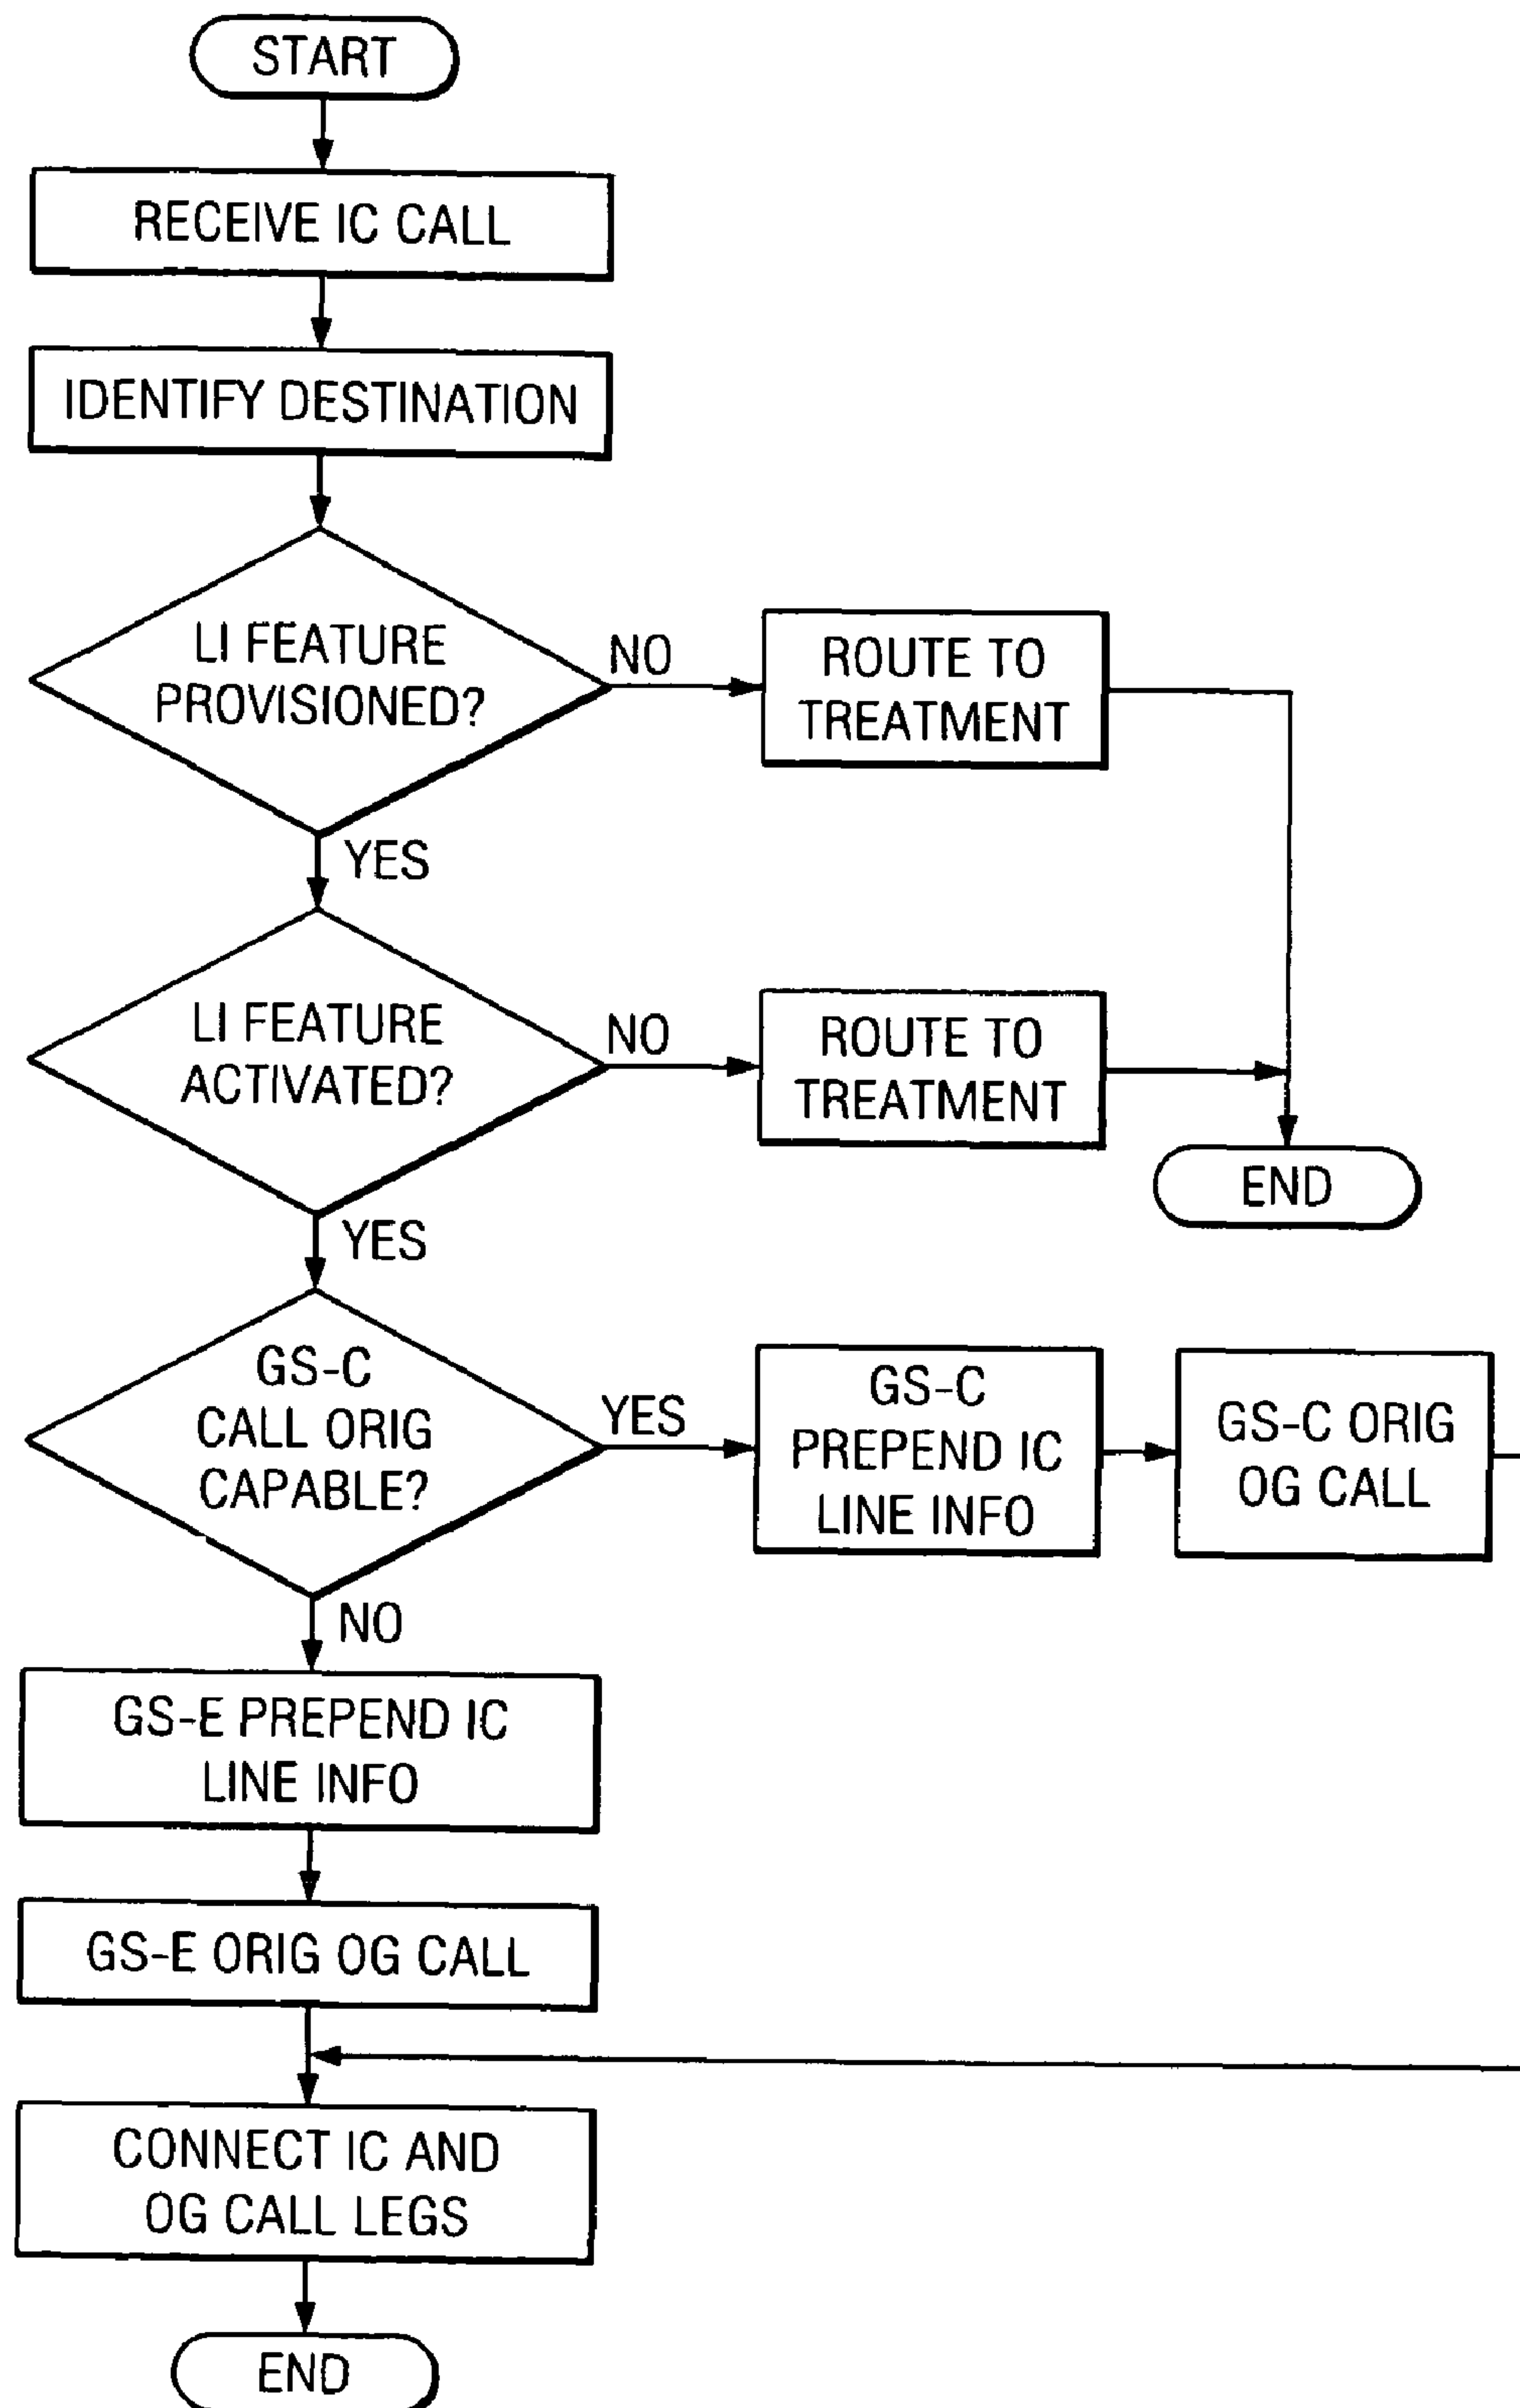 START
RECEIVE IC CALL
IDENTIFY DESTINATION
LI FEATURE
PROVISIONED?
NO
ROUTE TO
TREATMENT
YES
LI FEATURE
ACTIVATED?
NO
ROUTE TO
TREATMENT
END
YES
GS-C
CALL ORIG
CAPABLE?
YES
GS-C
PREPEND IC
LINE INFO
GS-C ORIG
OG CALL
NO
GS-E PREPEND IC
LINE INFO
GS-E ORIG OG CALL
CONNECT IC AND
OG CALL LEGS
END